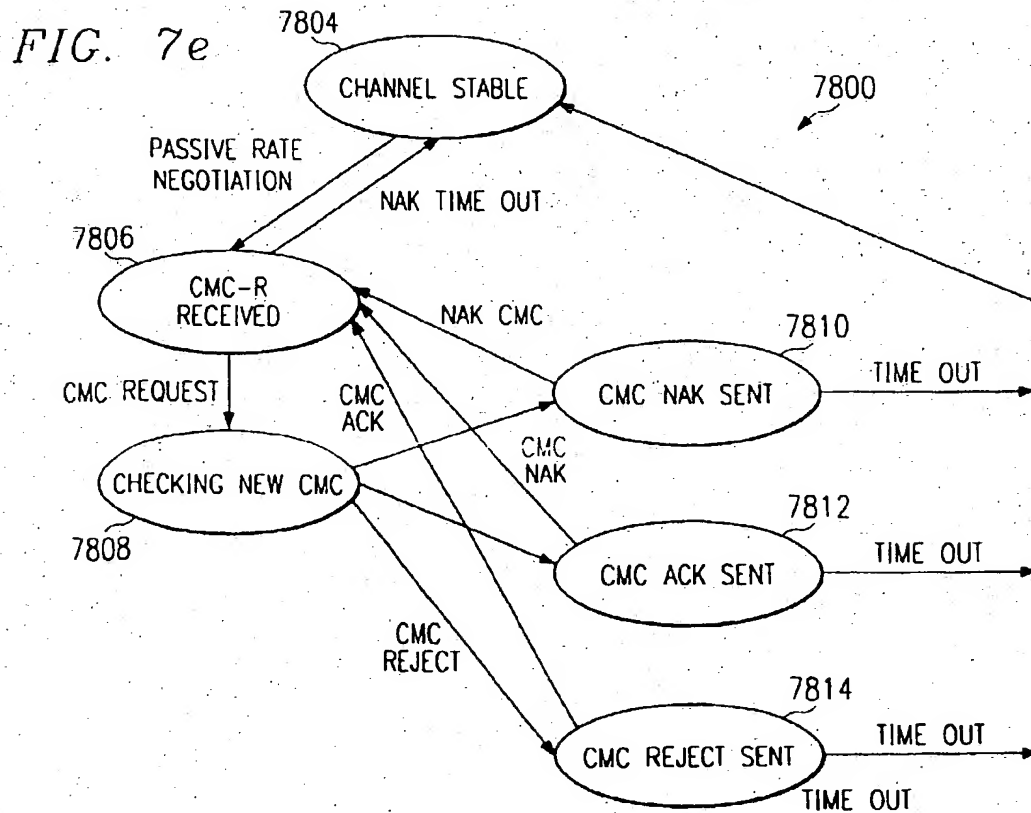 FIG. 7e
7804
CHANNEL STABLE
7800
PASSIVE RATE
NEGOTIATION
NAK TIME OUT
7806
CMC-R
RECEIVED
NAK CMC
7810
CMC REQUEST
CMC
ACK
CMC NAK SENT
TIME OUT
CHECKING NEW CMC
CMC
NAK
7808
7812
CMC ACK SENT
TIME OUT
CMC
REJECT
7814
CMC REJECT SENT
TIME OUT
TIME OUT